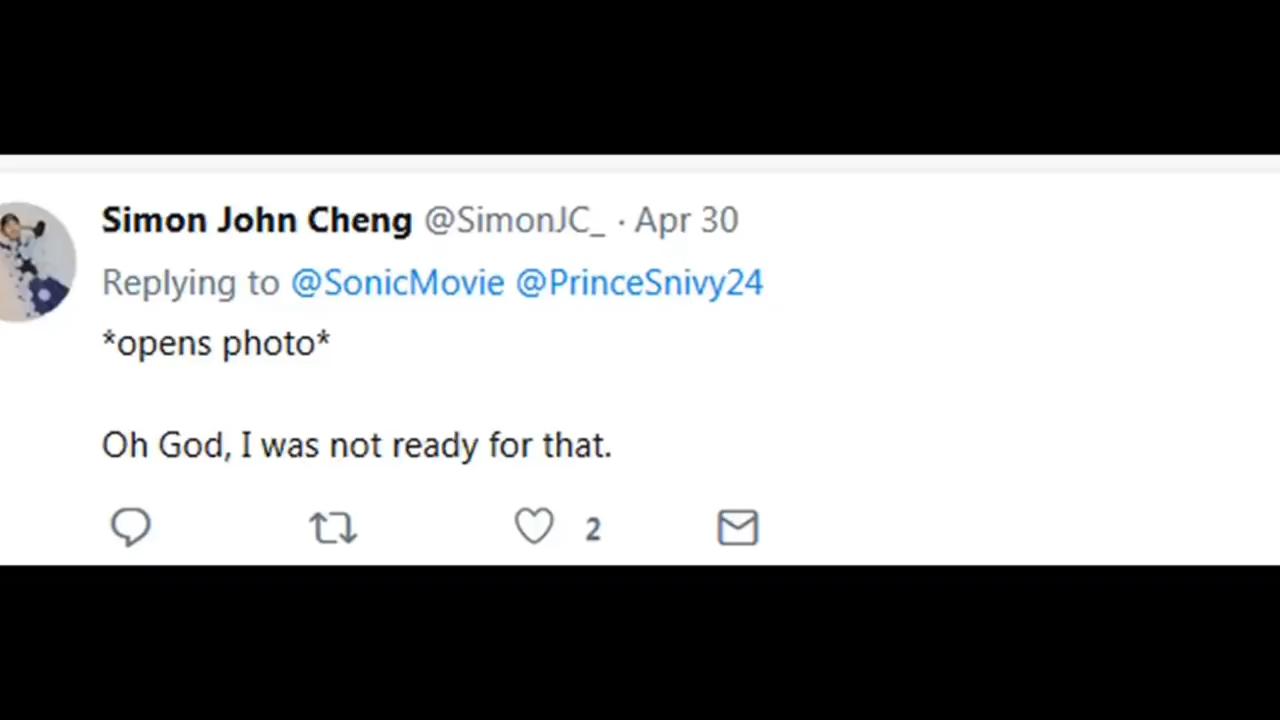 Simon John Cheng @SimonJC_ · Apr 30
Replying to @SonicMovie @PrinceSnivy24
*opens photo*
Oh God, I was not ready for that.
2